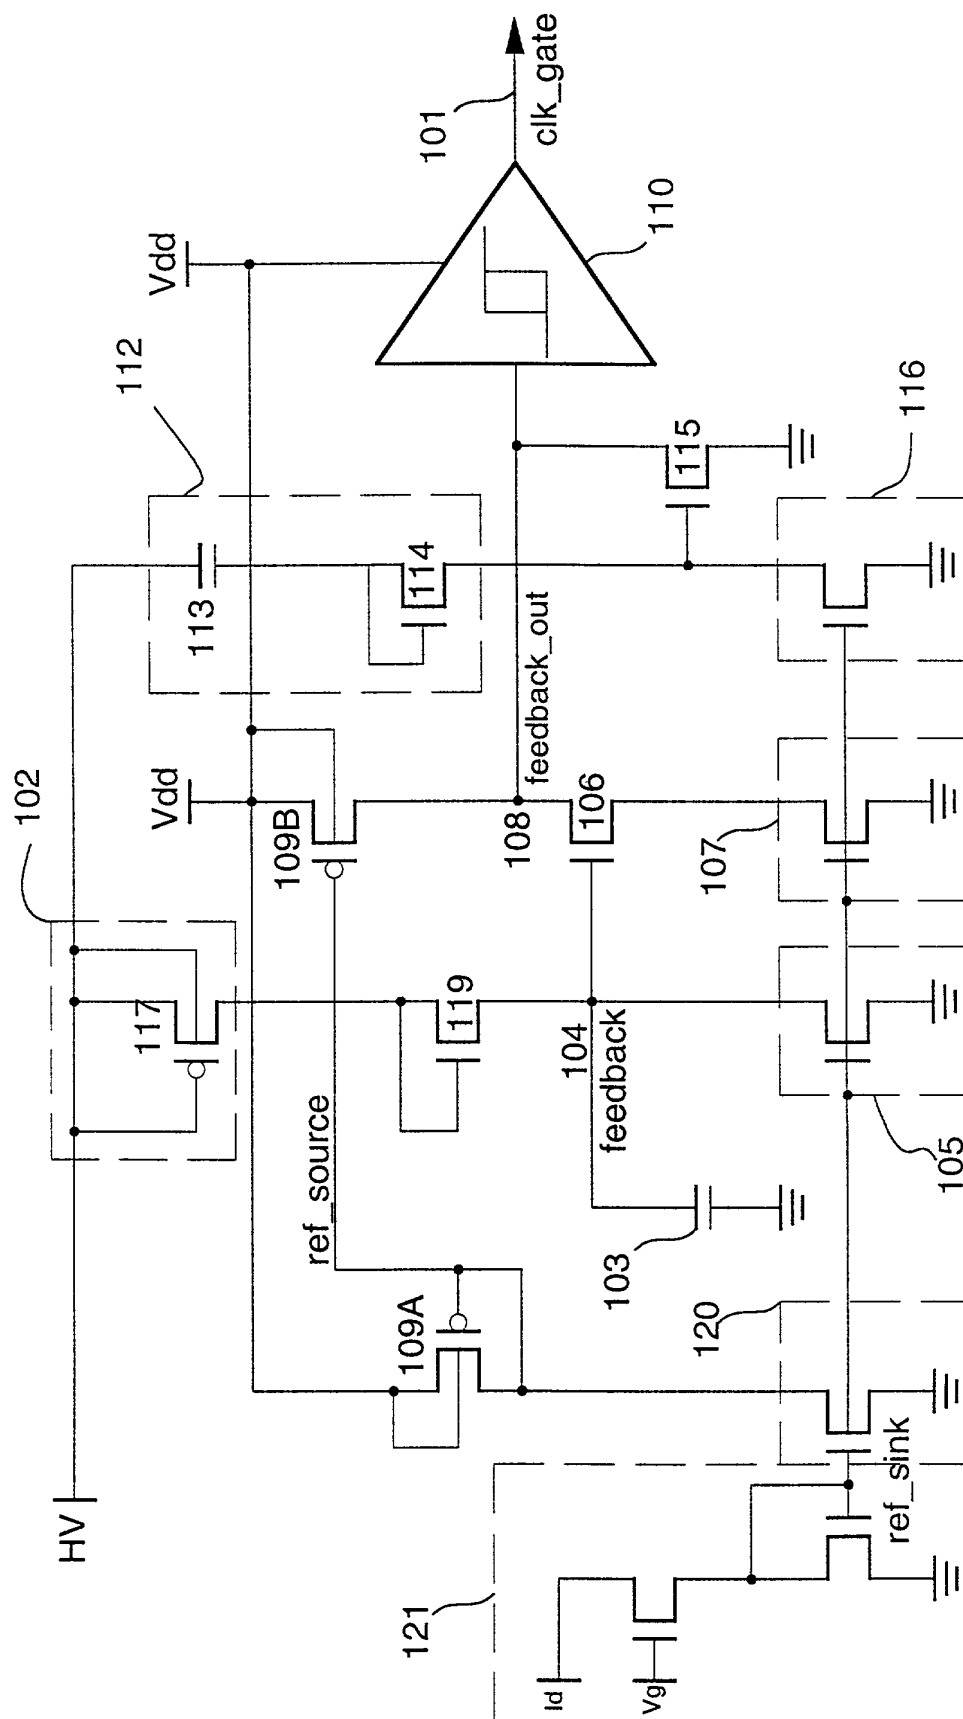 HV
102
117
Vdd
112
113
Vdd
101
clk_gate
110
109A
ref_source
109B
119
114
108
feedback_out
106
115
116
104
feedback
103
107
105
120
121
Id
Vg
ref_sink